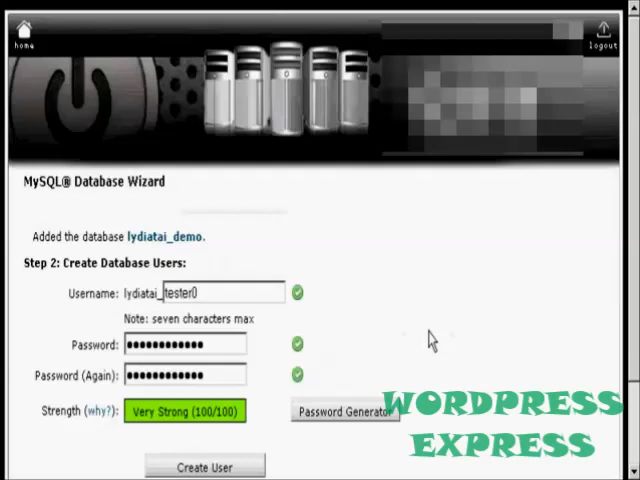 home
logout
MySQL® Database Wizard
Added the database lydiatai_demo.
Step 2: Create Database Users:
Username: lydiatai_tester0
Note: seven characters max
Password: ●●●●●●●●●●●●
Password (Again): ●●●●●●●●●●●●
Strength (why?): Very Strong (100/100) Password Generator
WORDPRESS
EXPRESS
Create User